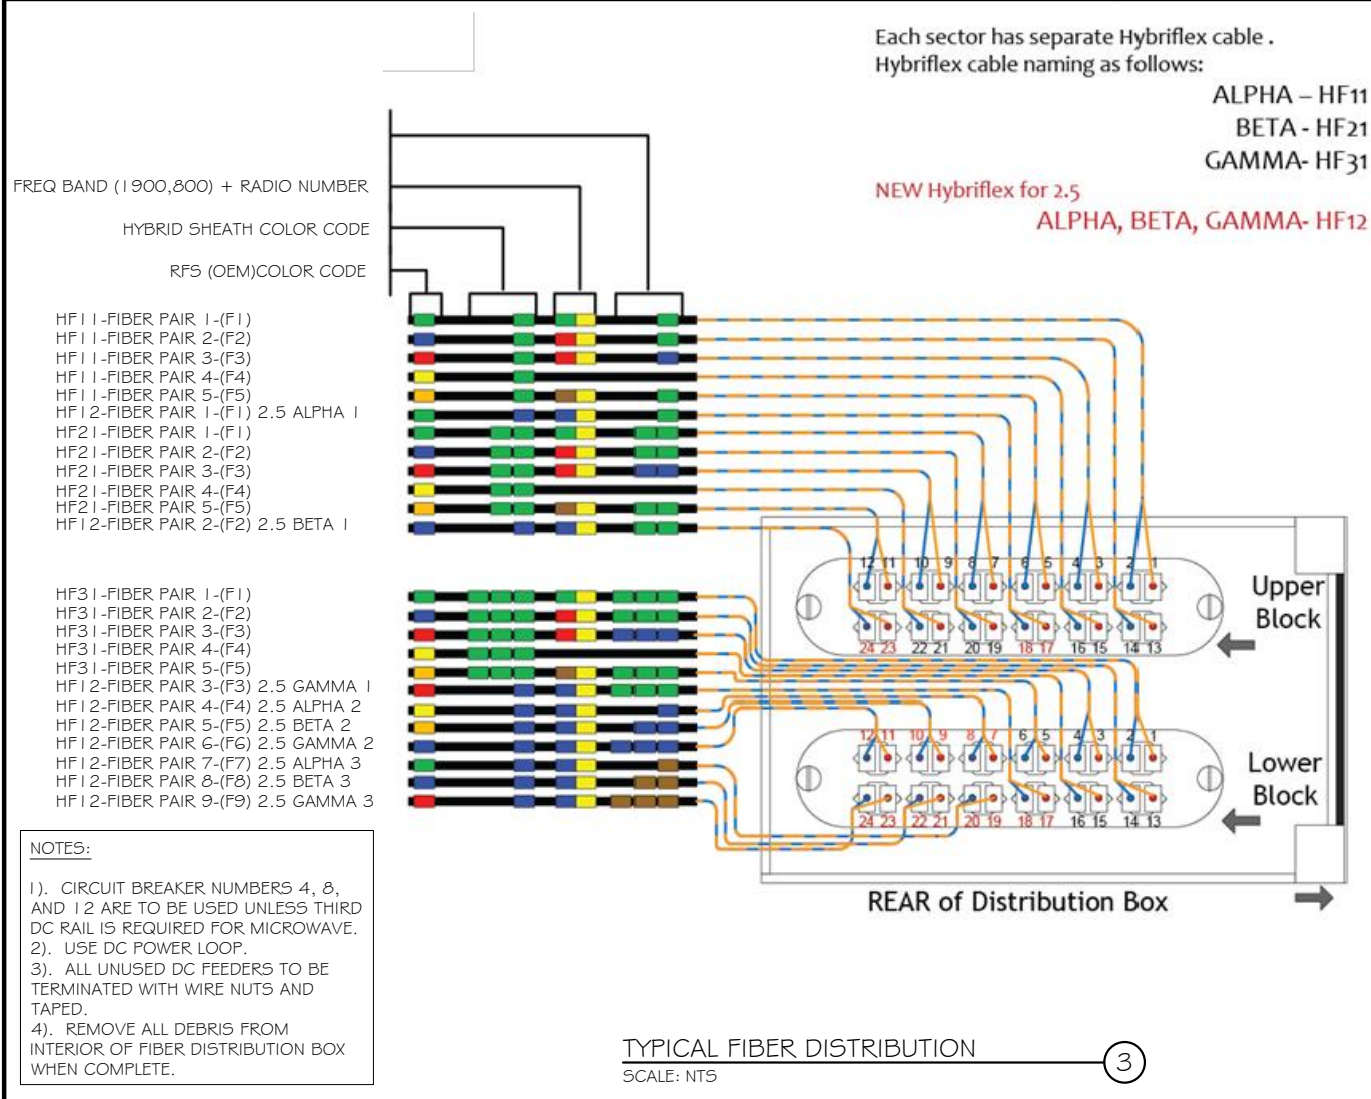 Each sector has separate Hybriflex cable .
Hybriflex cable naming as follows:
ALPHA – HF11
BETA - HF21
GAMMA- HF31
NEW Hybriflex for 2.5
ALPHA, BETA, GAMMA- HF12
FREQ BAND (1900,800) + RADIO NUMBER
HYBRID SHEATH COLOR CODE
RFS (OEM)COLOR CODE
HF11-FIBER PAIR 1-(F1)
HF11-FIBER PAIR 2-(F2)
HF11-FIBER PAIR 3-(F3)
HF11-FIBER PAIR 4-(F4)
HF11-FIBER PAIR 5-(F5)
HF12-FIBER PAIR 1-(F1) 2.5 ALPHA 1
HF21-FIBER PAIR 1-(F1)
HF21-FIBER PAIR 2-(F2)
HF21-FIBER PAIR 3-(F3)
HF21-FIBER PAIR 4-(F4)
HF21-FIBER PAIR 5-(F5)
HF12-FIBER PAIR 2-(F2) 2.5 BETA 1
HF31-FIBER PAIR 1-(F1)
HF31-FIBER PAIR 2-(F2)
HF31-FIBER PAIR 3-(F3)
HF31-FIBER PAIR 4-(F4)
HF31-FIBER PAIR 5-(F5)
HF12-FIBER PAIR 3-(F3) 2.5 GAMMA 1
HF12-FIBER PAIR 4-(F4) 2.5 ALPHA 2
HF12-FIBER PAIR 5-(F5) 2.5 BETA 2
HF12-FIBER PAIR 6-(F6) 2.5 GAMMA 2
HF12-FIBER PAIR 7-(F7) 2.5 ALPHA 3
HF12-FIBER PAIR 8-(F8) 2.5 BETA 3
HF12-FIBER PAIR 9-(F9) 2.5 GAMMA 3
12 11 10 9 8 7 6 5 4 3 2 1
24 23 22 21 20 19 18 17 16 15 14 13
Upper
Block
12 11 10 9 8 7 6 5 4 3 2 1
24 23 22 21 20 19 18 17 16 15 14 13
Lower
Block
REAR of Distribution Box
NOTES:
1). CIRCUIT BREAKER NUMBERS 4, 8,
AND 12 ARE TO BE USED UNLESS THIRD
DC RAIL IS REQUIRED FOR MICROWAVE.
2). USE DC POWER LOOP.
3). ALL UNUSED DC FEEDERS TO BE
TERMINATED WITH WIRE NUTS AND
TAPED.
4). REMOVE ALL DEBRIS FROM
INTERIOR OF FIBER DISTRIBUTION BOX
WHEN COMPLETE.
TYPICAL FIBER DISTRIBUTION
SCALE: NTS
3